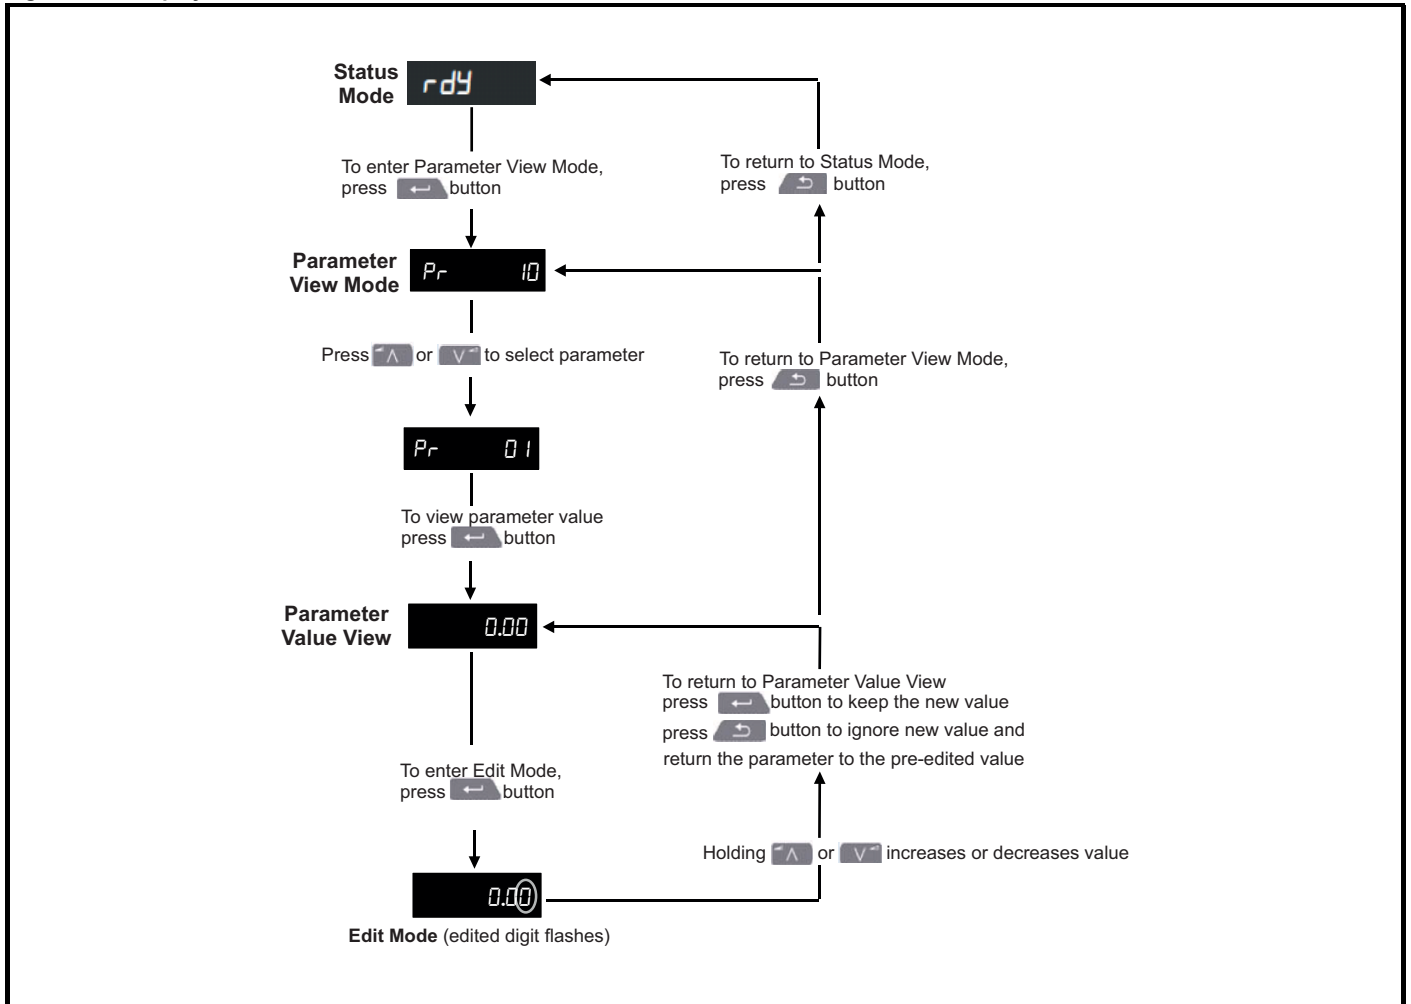 Status
Mode
rdy
To enter Parameter View Mode,
press button
To return to Status Mode,
press button
Parameter
View Mode
Pr 10
Press or to select parameter
To return to Parameter View Mode,
press button
Pr 01
To view parameter value
press button
Parameter
Value View
0.00
To return to Parameter Value View
press button to keep the new value
press button to ignore new value and
return the parameter to the pre-edited value
To enter Edit Mode,
press button
Holding or increases or decreases value
0.00
Edit Mode (edited digit flashes)